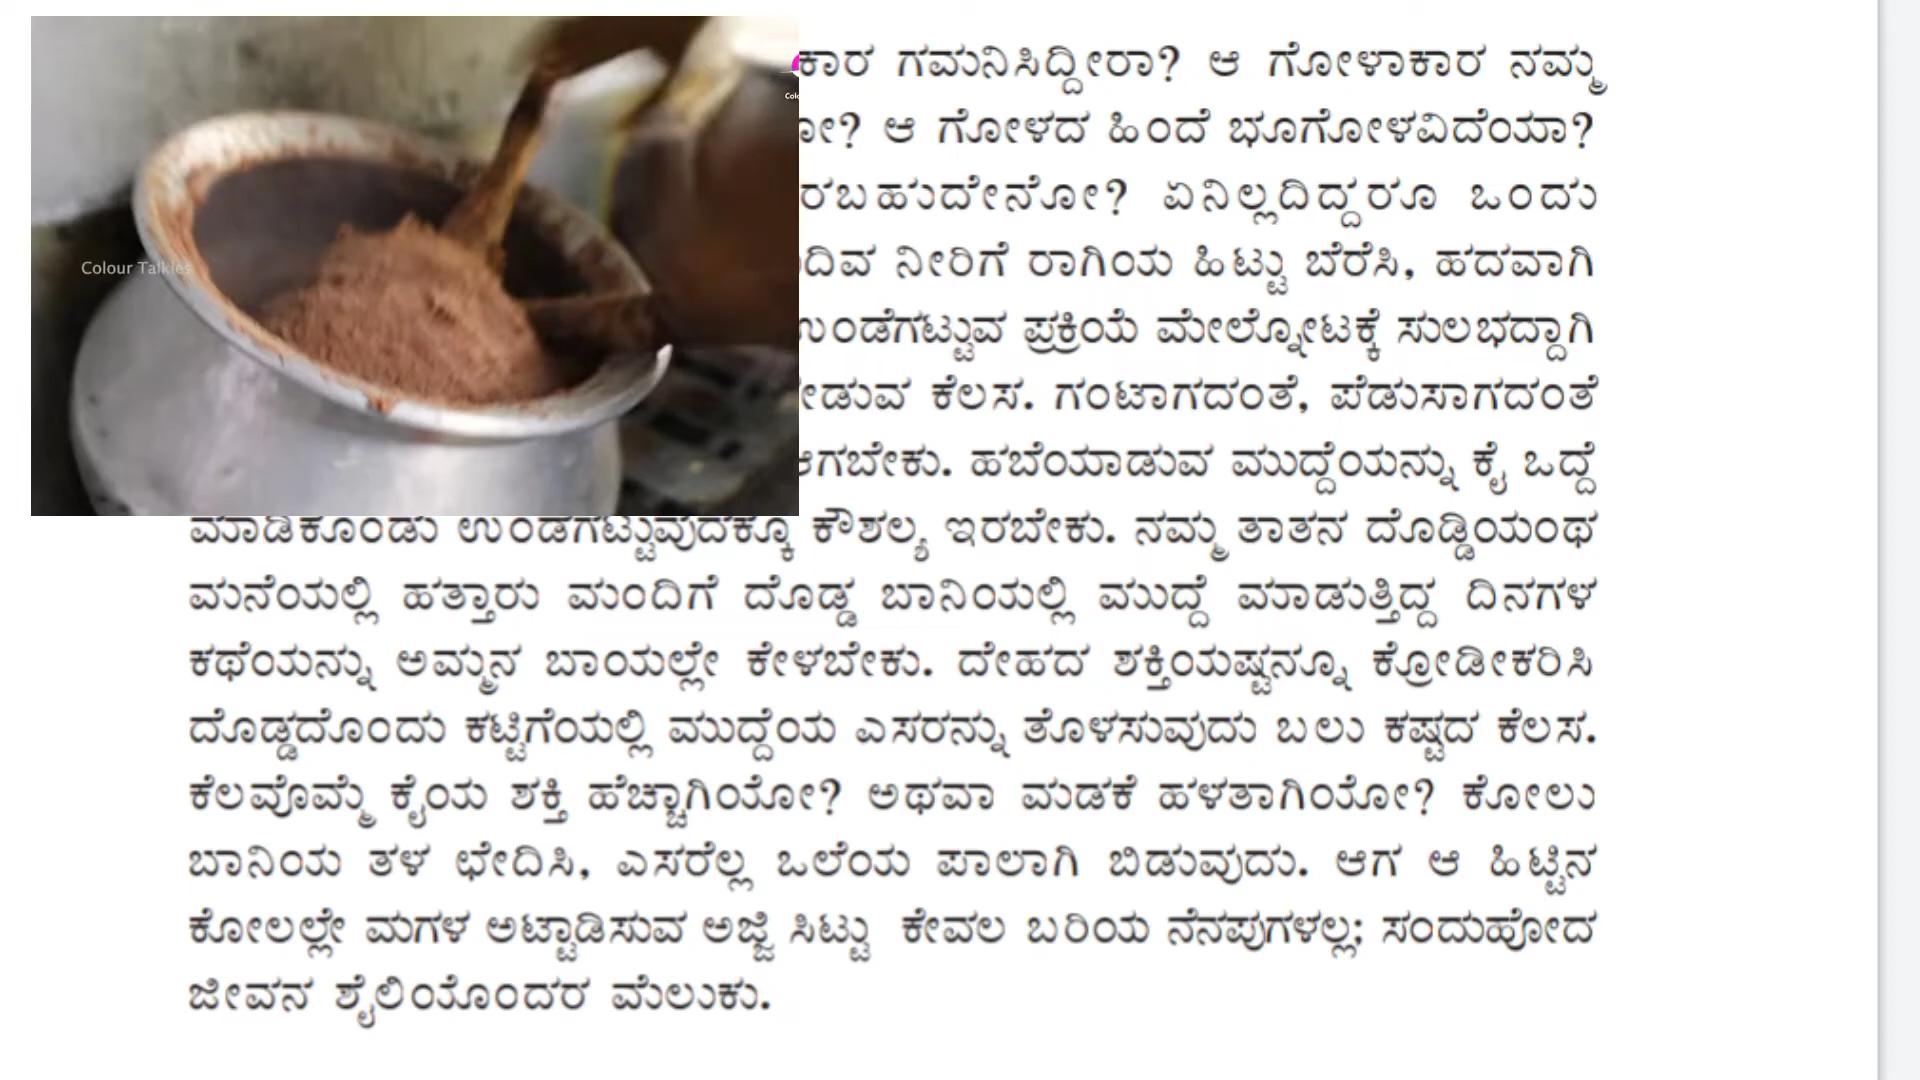 ಗಮನಿಸಿದ್ದೀರಾ? ಆ ಗೋಳಾಕಾರ ನಮ್ಮ
ಆ ಗೋಳದ ಹಿಂದೆ ಭೂಗೋಳವಿದೆಯಾ?
ಏನಿಲ್ಲದಿದ್ದರೂ ಒಂದು
Colour Talkies
ನೀರಿಗೆ ರಾಗಿಯ ಹಿಟ್ಟು ಬೆರೆಸಿ, ಹದವಾಗಿ
ಉಂಡೆಗಟ್ಟುವ ಪ್ರಕ್ರಿಯೆ ಮೇಲ್ನೋಟಕ್ಕೆ ಸುಲಭದ್ದಾಗಿ
ಕೆಲಸ. ಗಂಟಾಗದಂತೆ, ಪೆಡುಸಾಗದಂತೆ
ಆಗಬೇಕು. ಹಬೆಯಾಡುವ ಮುದ್ದೆಯನ್ನು ಕೈ ಒದ್ದೆ
ಮಾಡಿಕೊಂಡು ಉಂಡೆಗಟ್ಟುವುದಕ್ಕೂ ಕೌಶಲ್ಯ ಇರಬೇಕು. ನಮ್ಮ ತಾತನ ದೊಡ್ಡಿಯಂಥ
ಮನೆಯಲ್ಲಿ ಹತ್ತಾರು ಮಂದಿಗೆ ದೊಡ್ಡ ಬಾನಿಯಲ್ಲಿ ಮುದ್ದೆ ಮಾಡುತ್ತಿದ್ದ ದಿನಗಳ
ಕಥೆಯನ್ನು ಅಮ್ಮನ ಬಾಯಲ್ಲೇ ಕೇಳಬೇಕು. ದೇಹದ ಶಕ್ತಿಯಷ್ಟನ್ನೂ ಕ್ರೋಡೀಕರಿಸಿ
ದೊಡ್ಡದೊಂದು ಕಟ್ಟಿಗೆಯಲ್ಲಿ ಮುದ್ದೆಯ ಎಸರನ್ನು ತೊಳಸುವುದು ಬಲು ಕಷ್ಟದ ಕೆಲಸ.
ಕೆಲವೊಮ್ಮೆ ಕೈಯ ಶಕ್ತಿ ಹೆಚ್ಚಾಗಿಯೋ? ಅಥವಾ ಮಡಕೆ ಹಳತಾಗಿಯೋ? ಕೋಲು
ಬಾನಿಯ ತಳ ಛೇದಿಸಿ, ಎಸರೆಲ್ಲ ಒಲೆಯ ಪಾಲಾಗಿ ಬಿಡುವುದು. ಆಗ ಆ ಹಿಟ್ಟಿನ
ಕೋಲಲ್ಲೇ ಮಗಳ ಅಟ್ಟಾಡಿಸುವ ಅಜ್ಜಿ ಸಿಟ್ಟು ಕೇವಲ ಬರಿಯ ನೆನಪುಗಳಲ್ಲ; ಸಂದುಹೋದ
ಜೀವನ ಶೈಲಿಯೊಂದರ ಮೆಲುಕು.